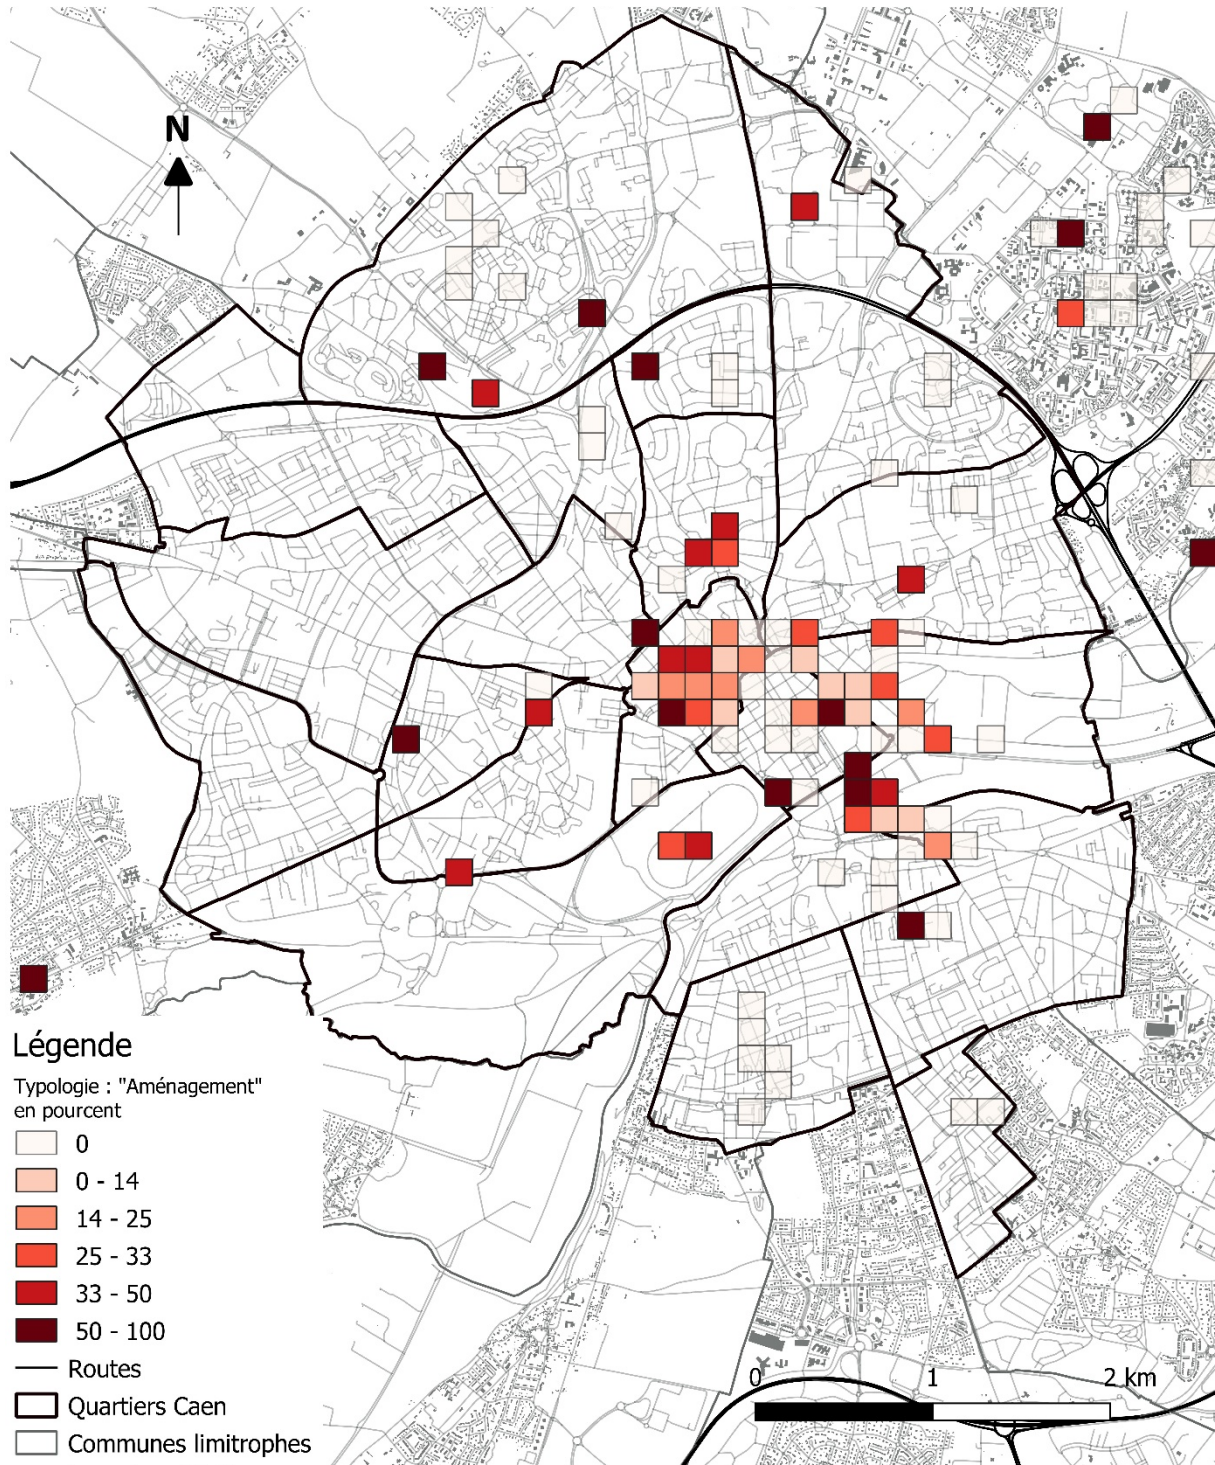 N
Légende
Typologie : "Aménagement"
en pourcent
0
0 - 14
14 - 25
25 - 33
33 - 50
50 - 100
Routes
Quartiers Caen
Communes limitrophes
0 1 2 km